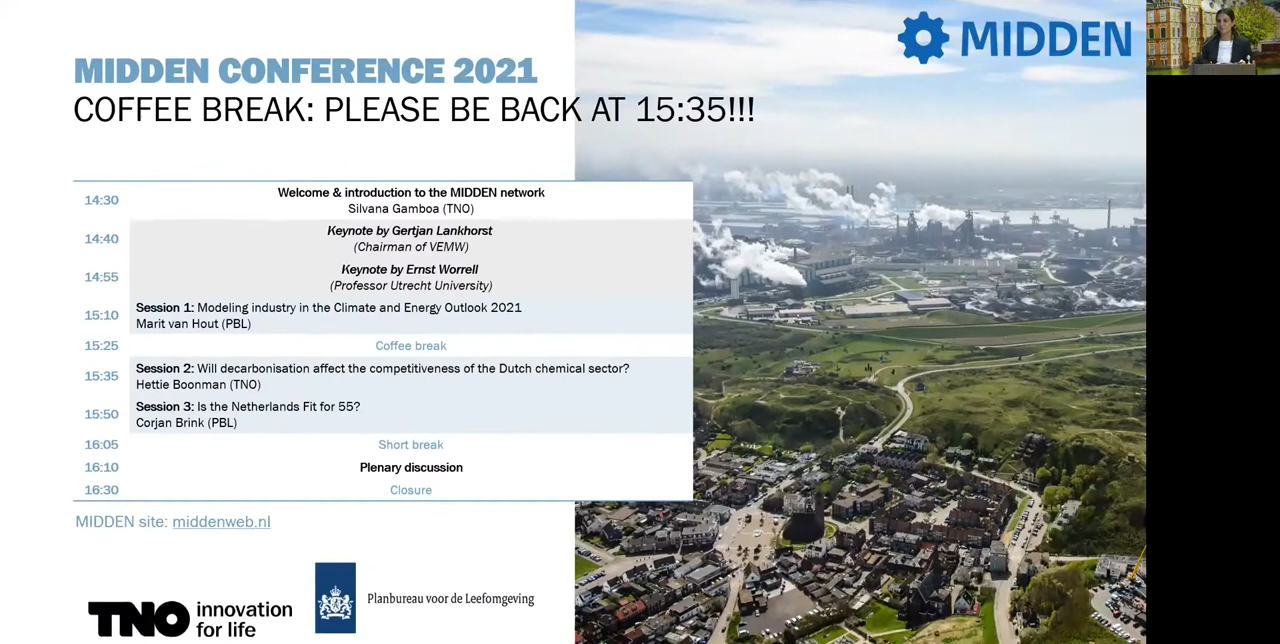 MIDDEN
MIDDEN CONFERENCE 2021
COFFEE BREAK: PLEASE BE BACK AT 15:35!!!
14:30
Welcome & introduction to the MIDDEN network
Silvana Gamboa (TNO)
14:40
Keynote by Gertjan Lankhorst
(Chairman of VEMW)
14:55
Keynote by Ernst Worrell
(Professor Utrecht University)
15:10
Session 1: Modeling industry in the Climate and Energy Outlook 2021
Marit van Hout (PBL)
15:25
Coffee break
15:35
Session 2: Will decarbonisation affect the competitiveness of the Dutch chemical sector?
Hettie Boonman (TNO)
15:50
Session 3: Is the Netherlands Fit for 55?
Corjan Brink (PBL)
16:05
Short break
16:10
Plenary discussion
16:30
Closure
MIDDEN site: middenweb.nl
TNO innovation
for life
Planbureau voor de Leefomgeving